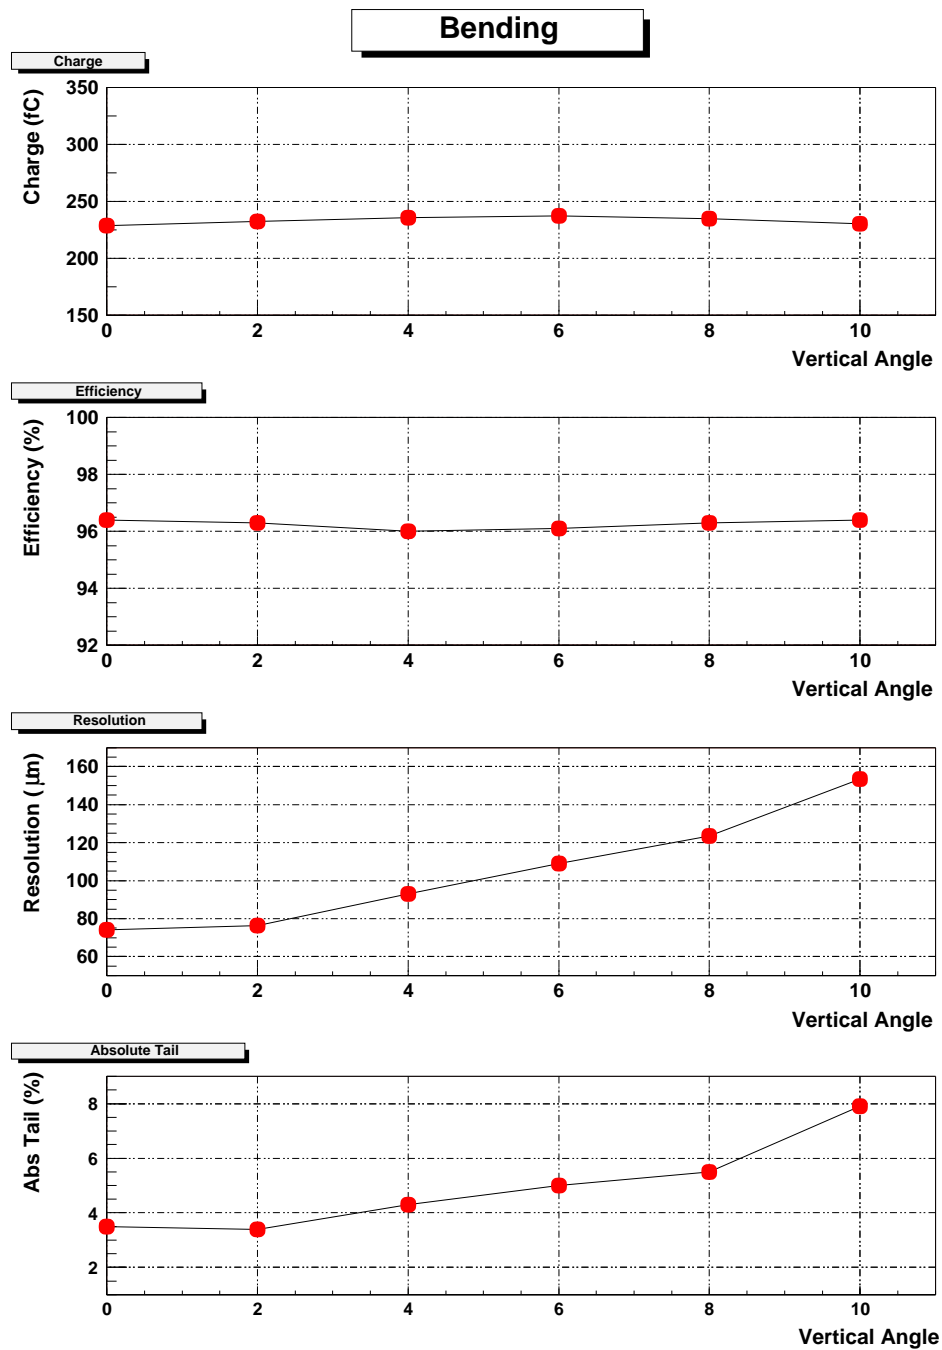 Bending
Charge
Charge (fC)
350
300
250
200
150
0 2 4 6 8 10
Vertical Angle
Efficiency
Efficiency (%)
100
98
96
94
92
0 2 4 6 8 10
Vertical Angle
Resolution
Resolution (μm)
160
140
120
100
80
60
0 2 4 6 8 10
Vertical Angle
Absolute Tail
Abs Tail (%)
8
6
4
2
0 2 4 6 8 10
Vertical Angle